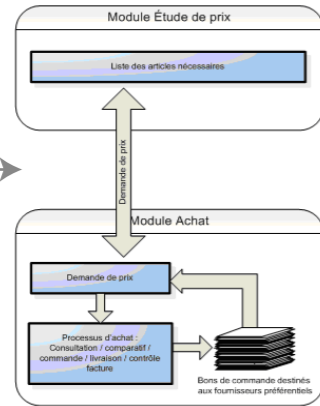 Module Étude de prix
Liste des articles nécessaires
Demande de prix
Module Achat
Demande de prix
Processus d'achat :
Consultation / comparatif /
commande / livraison / contrôle
facture
Bons de commande destinés
aux fournisseurs préférentiels